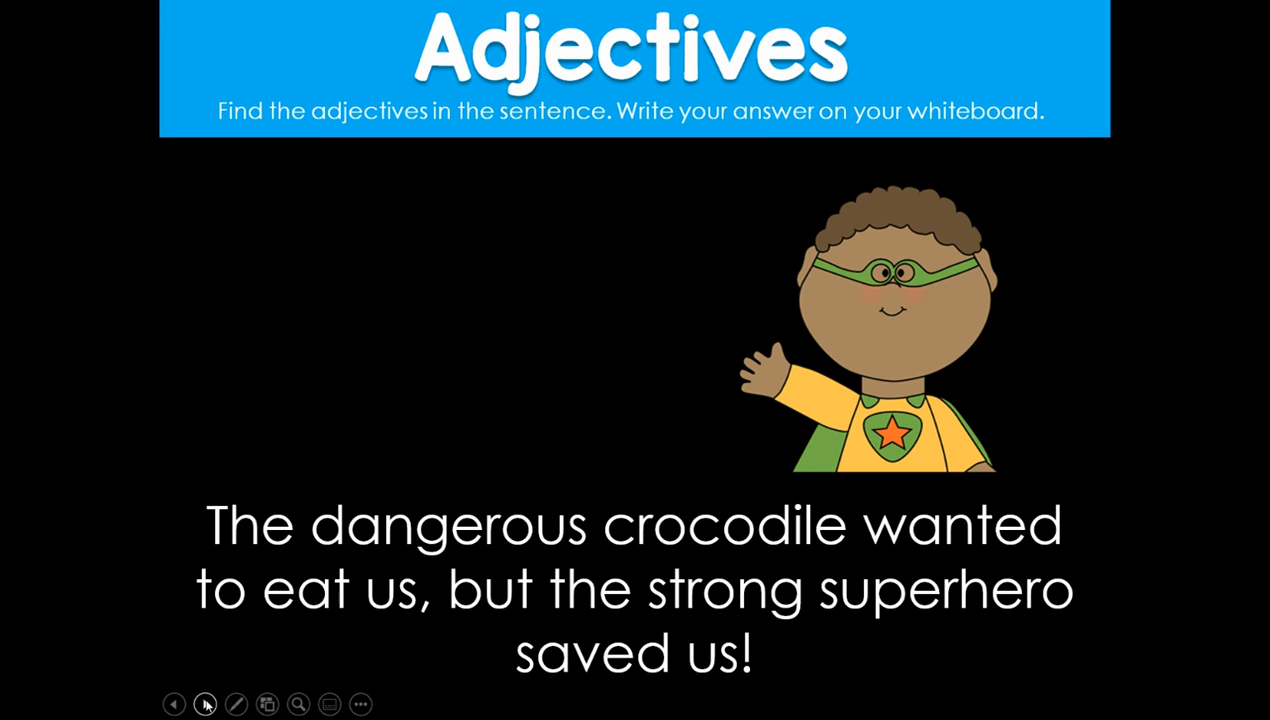 Adjectives
Find the adjectives in the sentence. Write your answer on your whiteboard.
The dangerous crocodile wanted
to eat us, but the strong superhero
saved us!